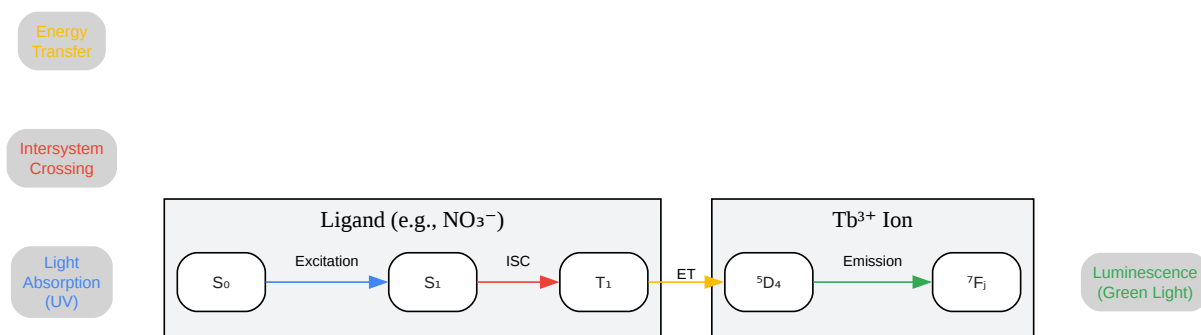 Energy
Transfer
Intersystem
Crossing
Ligand (e.g., NO₃⁻)
Tb³⁺ Ion
Light
Absorption
(UV)
S₀
Excitation
S₁
ISC
T₁
ET
⁵D₄
Emission
⁷Fⱼ
Luminescence
(Green Light)